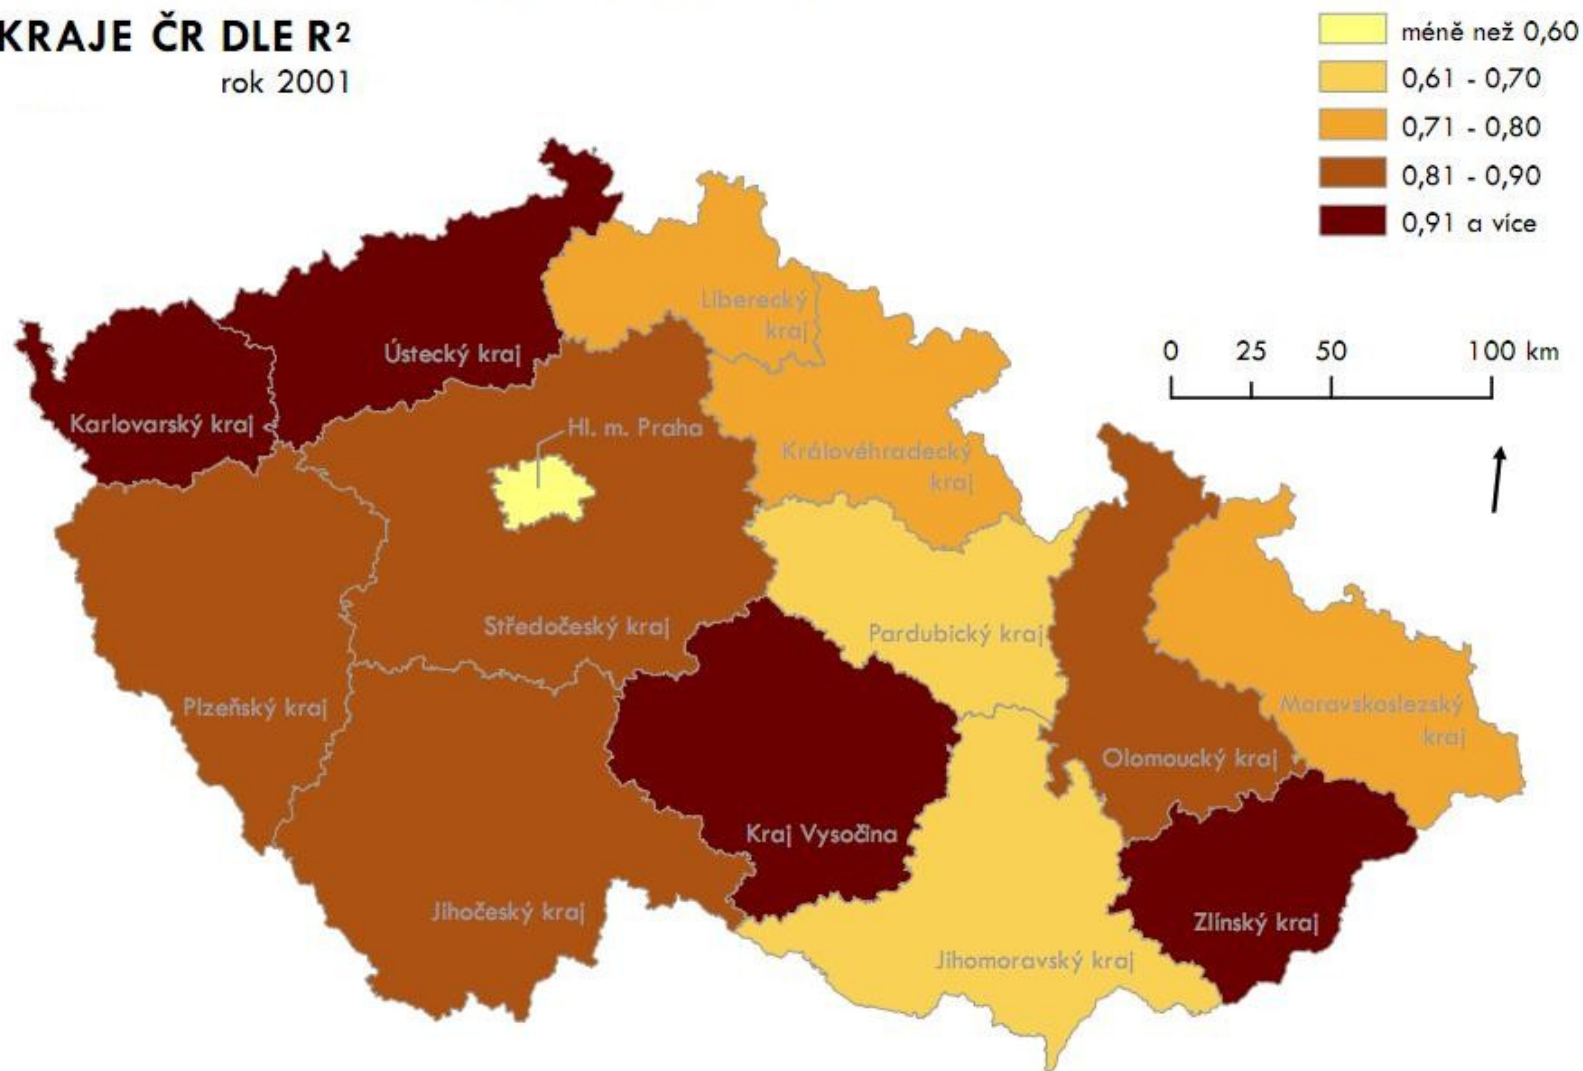 KRAJE ČR DLE R²
rok 2001
méně než 0,60
0,61 - 0,70
0,71 - 0,80
0,81 - 0,90
0,91 a více
0 25 50 100 km
Liberecký
kraj
Ústecký kraj
Karlovarský kraj
Hl. m. Praha
Královéhradecký
kraj
Středočeský kraj
Pardubický kraj
Plzeňský kraj
Moravskoslezský
kraj
Olomoucký kraj
Kraj Vysočina
Jihočeský kraj
Zlínský kraj
Jihomoravský kraj